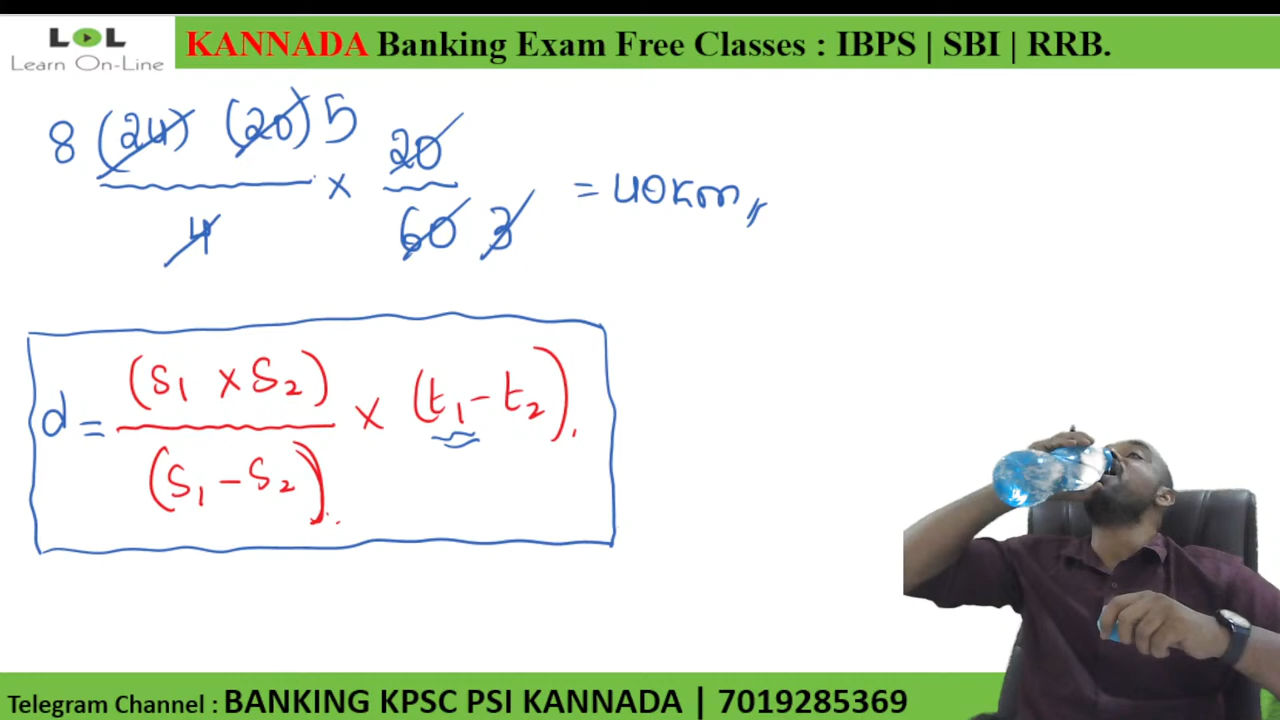 LOL
Learn On-Line
KANNADA Banking Exam Free Classes : IBPS | SBI | RRB.
8 (24) (20) 5 / 4 × 20 / 60 3 = 40km
d = (S₁ × S₂) / (S₁ - S₂) × (t₁ - t₂).
Telegram Channel : BANKING KPSC PSI KANNADA | 7019285369